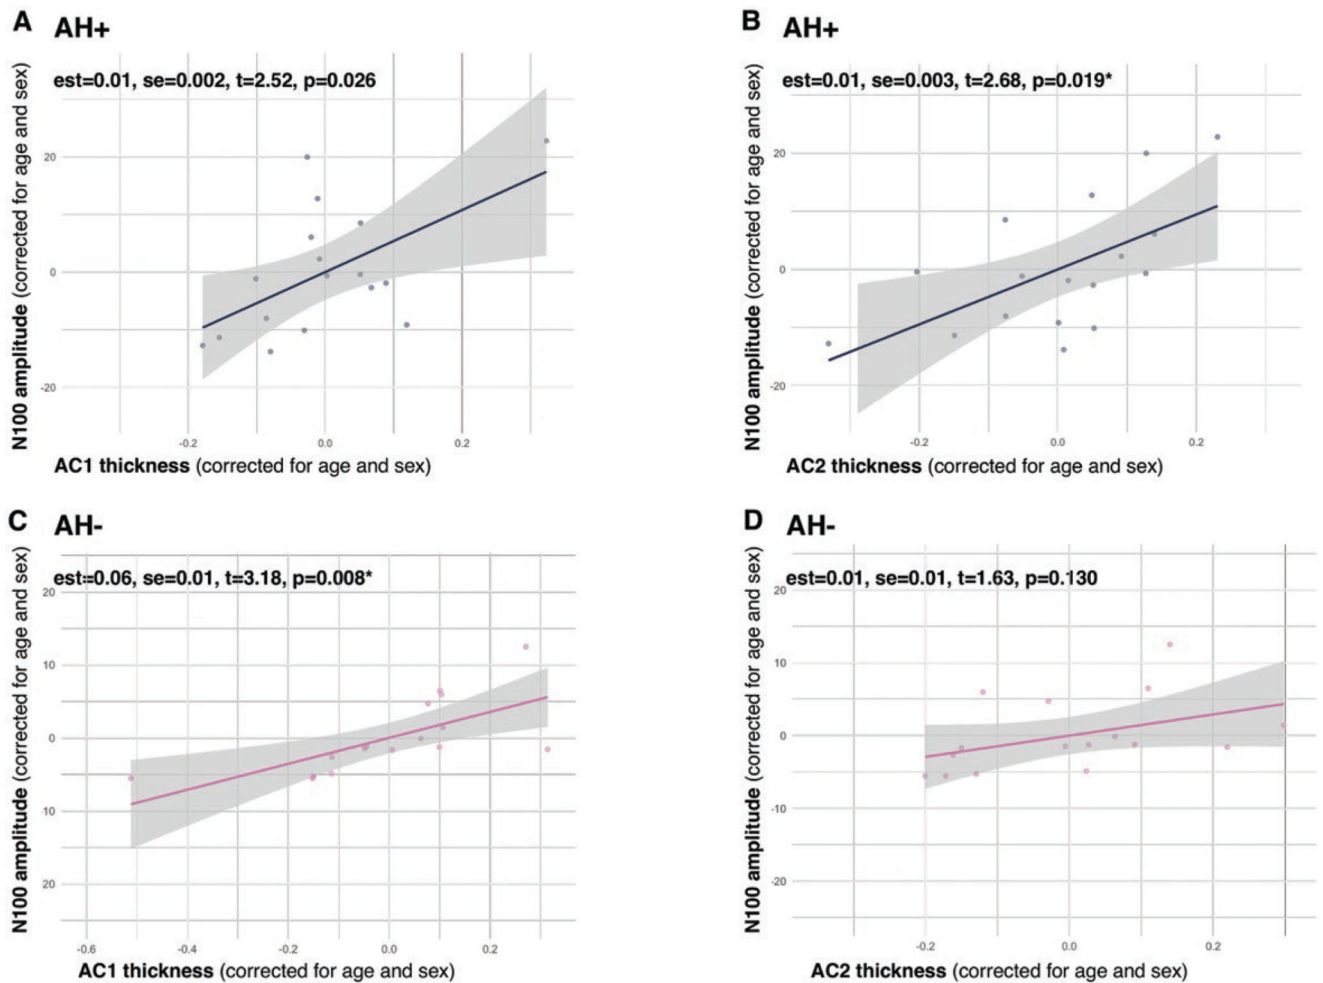 A AH+
est=0.01, se=0.002, t=2.52, p=0.026
N100 amplitude (corrected for age and sex)
20
0
-20
-0.2 0.0 0.2
AC1 thickness (corrected for age and sex)
B AH+
est=0.01, se=0.003, t=2.68, p=0.019*
N100 amplitude (corrected for age and sex)
20
0
-20
-0.2 0.0 0.2
AC2 thickness (corrected for age and sex)
C AH-
est=0.06, se=0.01, t=3.18, p=0.008*
N100 amplitude (corrected for age and sex)
20
10
0
10
20
-0.6 -0.4 -0.2 0.0 0.2
AC1 thickness (corrected for age and sex)
D AH-
est=0.01, se=0.01, t=1.63, p=0.130
N100 amplitude (corrected for age and sex)
20
10
0
-10
-20
-0.2 0.0 0.2
AC2 thickness (corrected for age and sex)